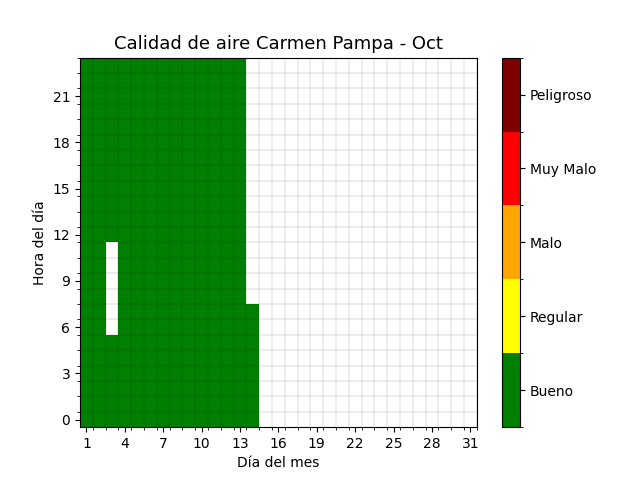 Calidad de aire Carmen Pampa - Oct
Hora del día
21
18
15
12
9
6
3
0
1 4 7 10 13 16 19 22 25 28 31
Día del mes
Peligroso
Muy Malo
Malo
Regular
Bueno